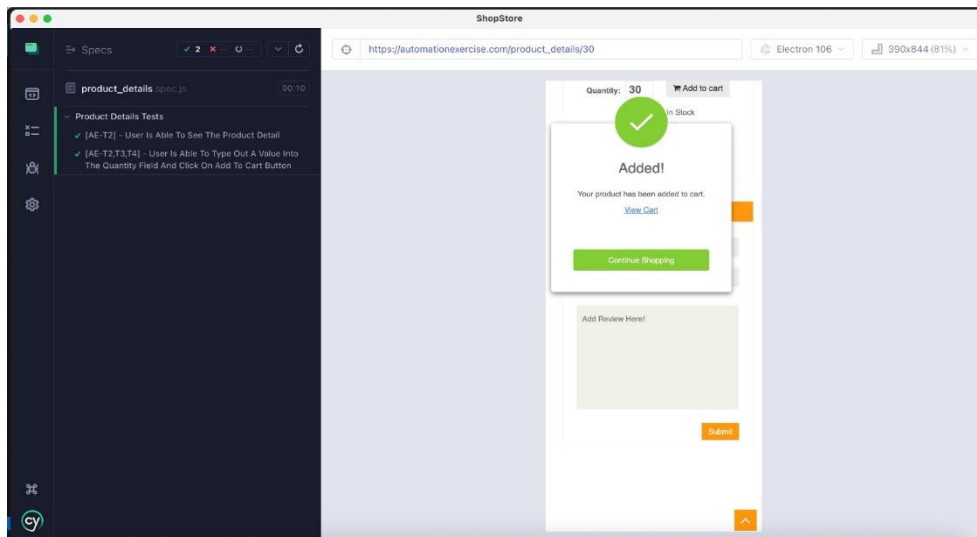 ShopStore
Specs
2 -- --
product_details.spec.js 00:10
Product Details Tests
[AE-T2] - User Is Able To See The Product Detail
[AE-T2,T3,T4] - User Is Able To Type Out A Value Into
The Quantity Field And Click On Add To Cart Button
cy
https://automationexercise.com/product_details/30
Electron 106
390x844 (81%)
Quantity: 30 Add to cart
In Stock
Added!
Your product has been added to cart.
View Cart
Continue Shopping
Add Review Here!
Submit